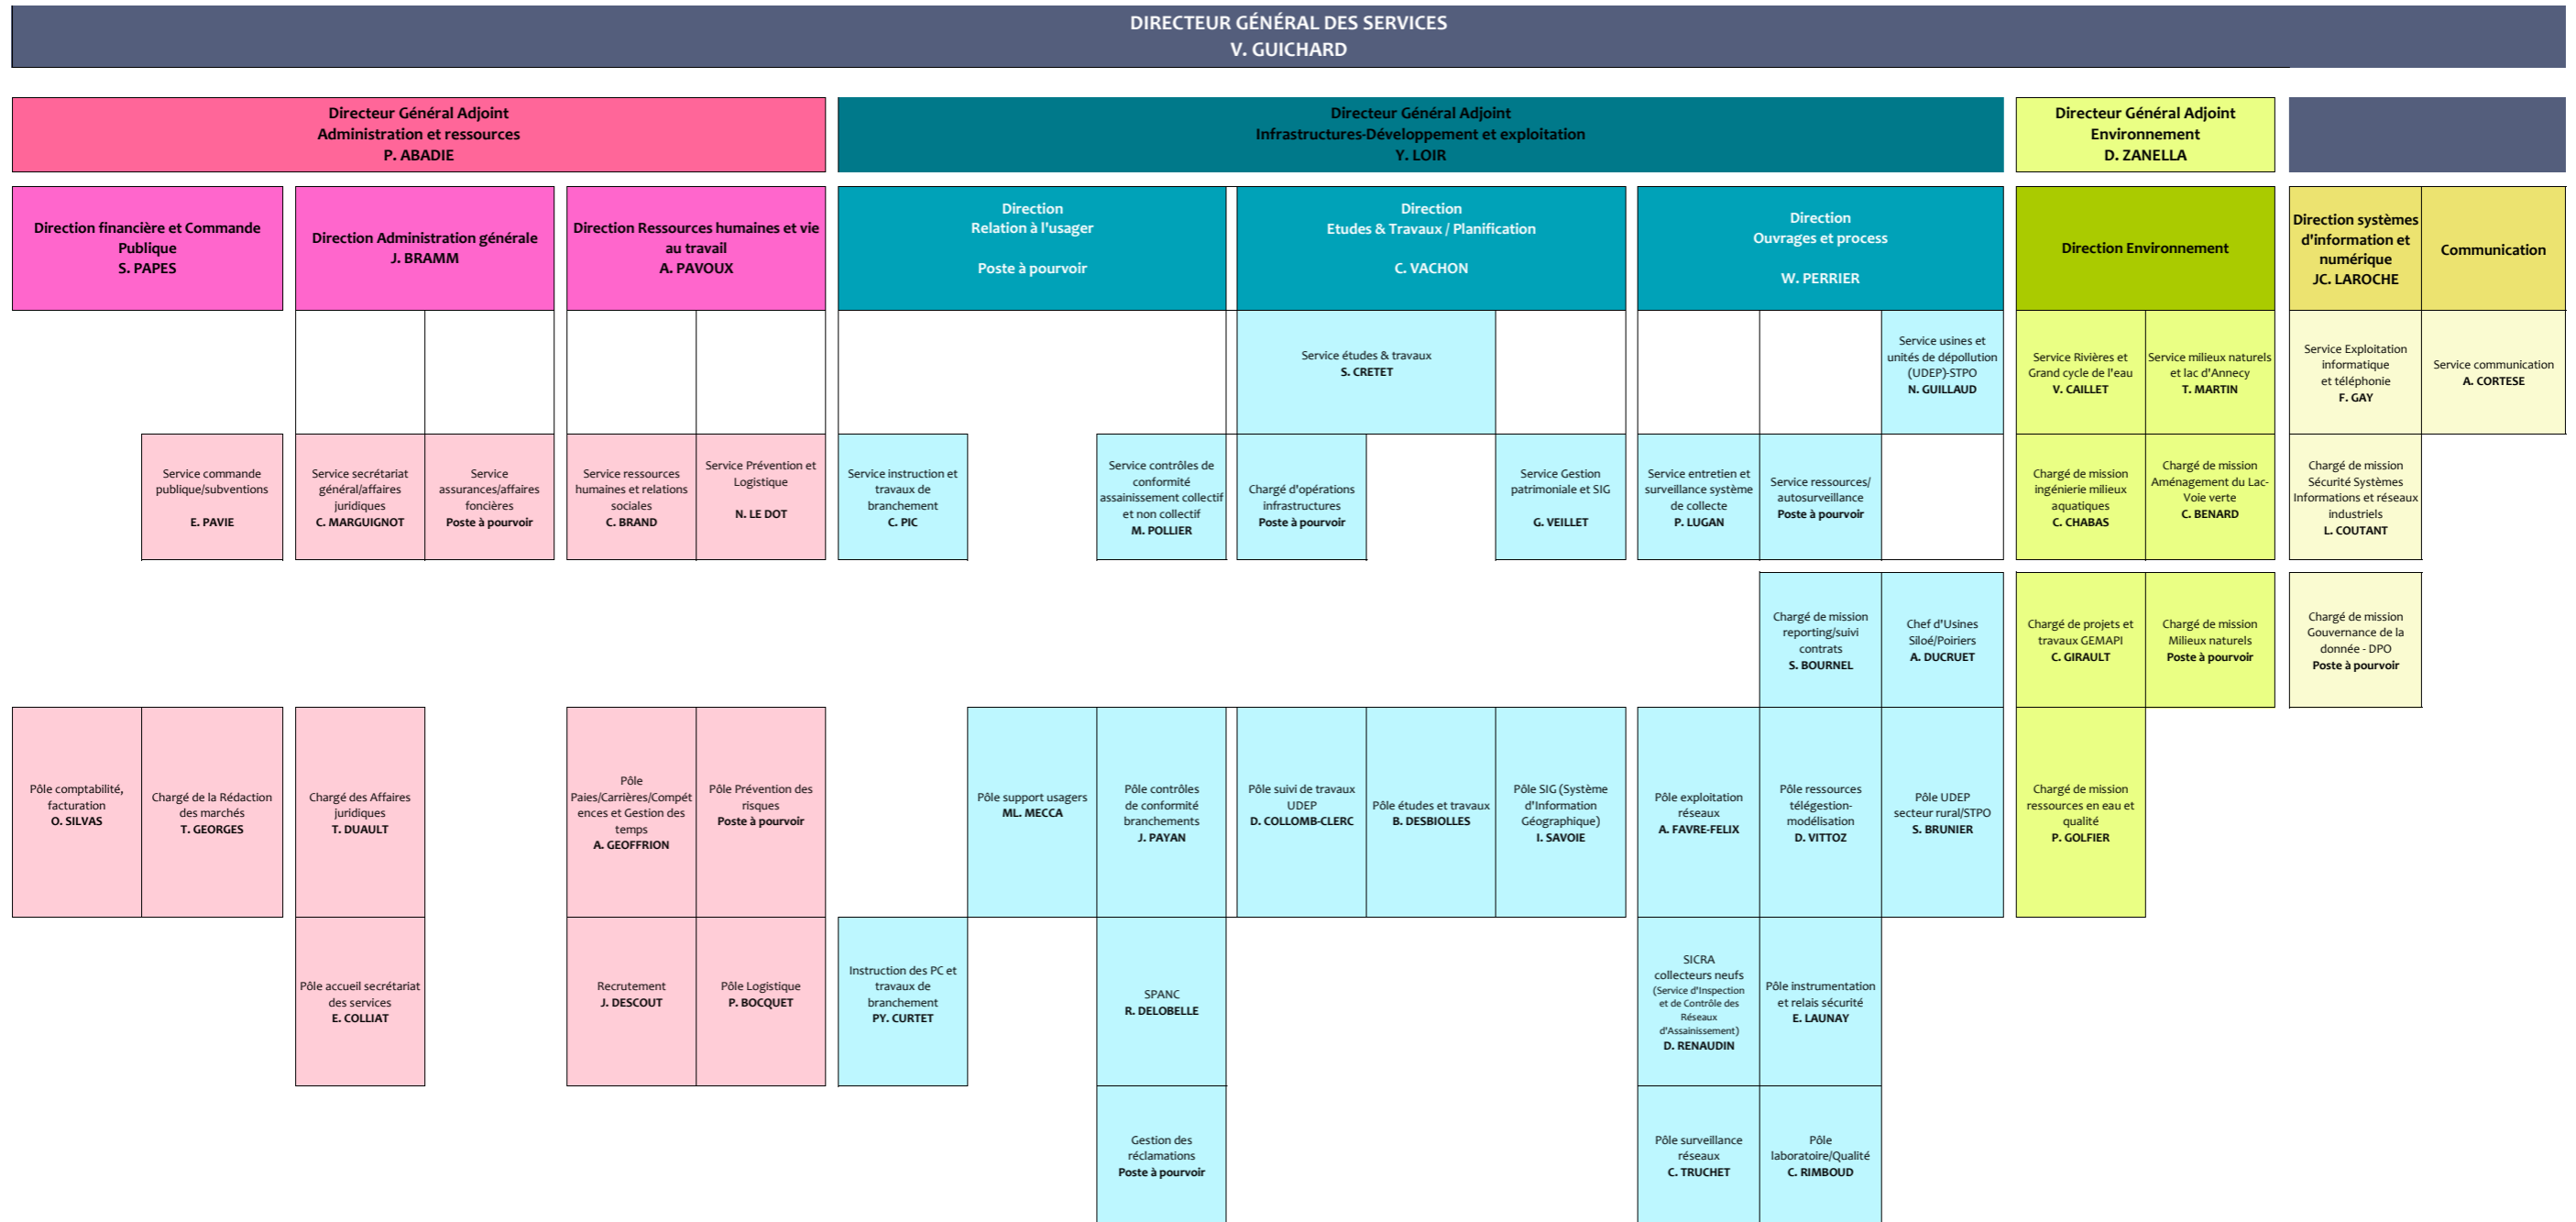 DIRECTEUR GÉNÉRAL DES SERVICES
V. GUICHARD
Directeur Général Adjoint
Administration et ressources
P. ABADIE
Directeur Général Adjoint
Infrastructures-Développement et exploitation
Y. LOIR
Directeur Général Adjoint
Environnement
D. ZANELLA
Direction financière et Commande
Publique
S. PAPES
Direction Administration générale
J. BRAMM
Direction Ressources humaines et vie
au travail
A. PAVOUX
Direction
Relation à l'usager
Poste à pourvoir
Direction
Etudes & Travaux / Planification
C. VACHON
Direction
Ouvrages et process
W. PERRIER
Direction Environnement
Direction systèmes
d'information et
numérique
JC. LAROCHE
Communication
Service études & travaux
S. CRETET
Service usines et
unités de dépollution
(UDEP)-STPO
N. GUILLAUD
Service Rivières et
Grand cycle de l'eau
V. CAILLET
Service milieux naturels
et lac d'Annecy
T. MARTIN
Service Exploitation
informatique
et téléphonie
F. GAY
Service communication
A. CORTESE
Service commande
publique/subventions
E. PAVIE
Service secrétariat
général/affaires
juridiques
C. MARGUIGNOT
Service
assurances/affaires
foncières
Poste à pourvoir
Service ressources
humaines et relations
sociales
C. BRAND
Service Prévention et
Logistique
N. LE DOT
Service instruction et
travaux de
branchement
C. PIC
Service contrôles de
conformité
assainissement collectif
et non collectif
M. POLLIER
Chargé d'opérations
infrastructures
Poste à pourvoir
Service Gestion
patrimoniale et SIG
G. VEILLET
Service entretien et
surveillance système
de collecte
P. LUGAN
Service ressources/
autosurveillance
Poste à pourvoir
Chargé de mission
ingénierie milieux
aquatiques
C. CHABAS
Chargé de mission
Aménagement du Lac-
Voie verte
C. BENARD
Chargé de mission
Sécurité Systèmes
Informations et réseaux
industriels
L. COUTANT
Chargé de mission
reporting/suivi
contrats
S. BOURNEL
Chef d'Usines
Siloé/Poiriers
A. DUCRUET
Chargé de projets et
travaux GEMAPI
C. GIRAULT
Chargé de mission
Milieux naturels
Poste à pourvoir
Chargé de mission
Gouvernance de la
donnée - DPO
Poste à pourvoir
Pôle comptabilité,
facturation
O. SILVAS
Chargé de la Rédaction
des marchés
T. GEORGES
Chargé des Affaires
juridiques
T. DUAULT
Pôle
Paies/Carrières/Compét
ences et Gestion des
temps
A. GEOFFRION
Pôle Prévention des
risques
Poste à pourvoir
Pôle support usagers
ML. MECCA
Pôle contrôles
de conformité
branchements
J. PAYAN
Pôle suivi de travaux
UDEP
D. COLLOMB-CLERC
Pôle études et travaux
B. DESBIOLLES
Pôle SIG (Système
d'Information
Géographique)
I. SAVOIE
Pôle exploitation
réseaux
A. FAVRE-FELIX
Pôle ressources
télégestion-
modélisation
D. VITTOZ
Pôle UDEP
secteur rural/STPO
S. BRUNIER
Chargé de mission
ressources en eau et
qualité
P. GOLFIER
Pôle accueil secrétariat
des services
E. COLLIAT
Recrutement
J. DESCOUT
Pôle Logistique
P. BOCQUET
Instruction des PC et
travaux de
branchement
PY. CURTET
SPANC
R. DELOBELLE
SICRA
collecteurs neufs
(Service d'Inspection
et de Contrôle des
Réseaux
d'Assainissement)
D. RENAUDIN
Pôle instrumentation
et relais sécurité
E. LAUNAY
Gestion des
réclamations
Poste à pourvoir
Pôle surveillance
réseaux
C. TRUCHET
Pôle
laboratoire/Qualité
C. RIMBOUD